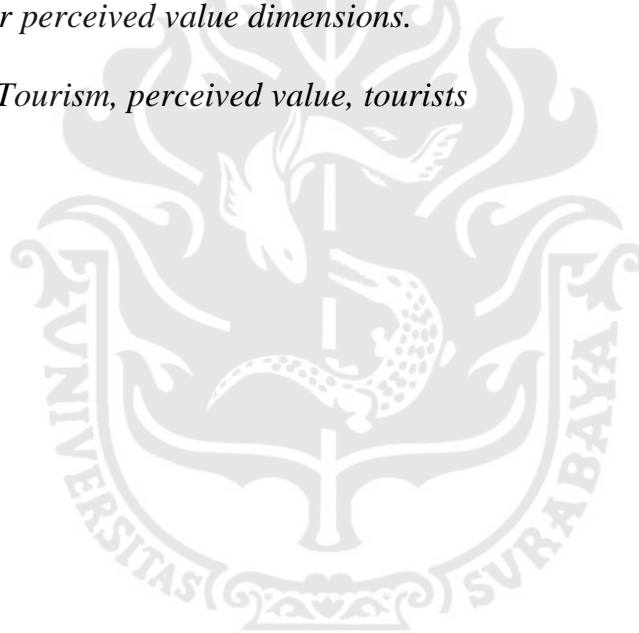 r perceived value dimensions.
Tourism, perceived value, tourists
UNIVERSITAS SURABAYA